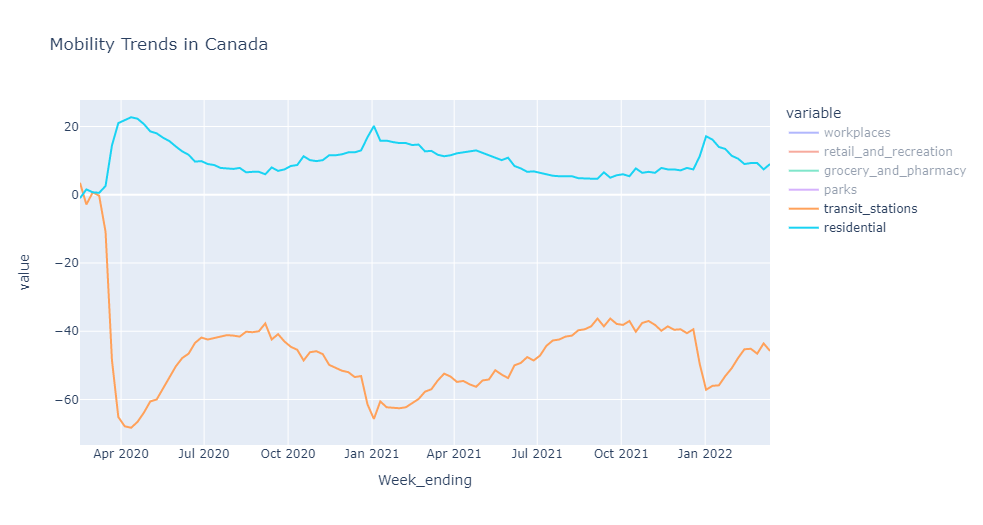 Mobility Trends in Canada
variable
workplaces
retail_and_recreation
grocery_and_pharmacy
parks
transit_stations
residential
20
0
−20
−40
−60
value
Apr 2020 Jul 2020 Oct 2020 Jan 2021 Apr 2021 Jul 2021 Oct 2021 Jan 2022
Week_ending